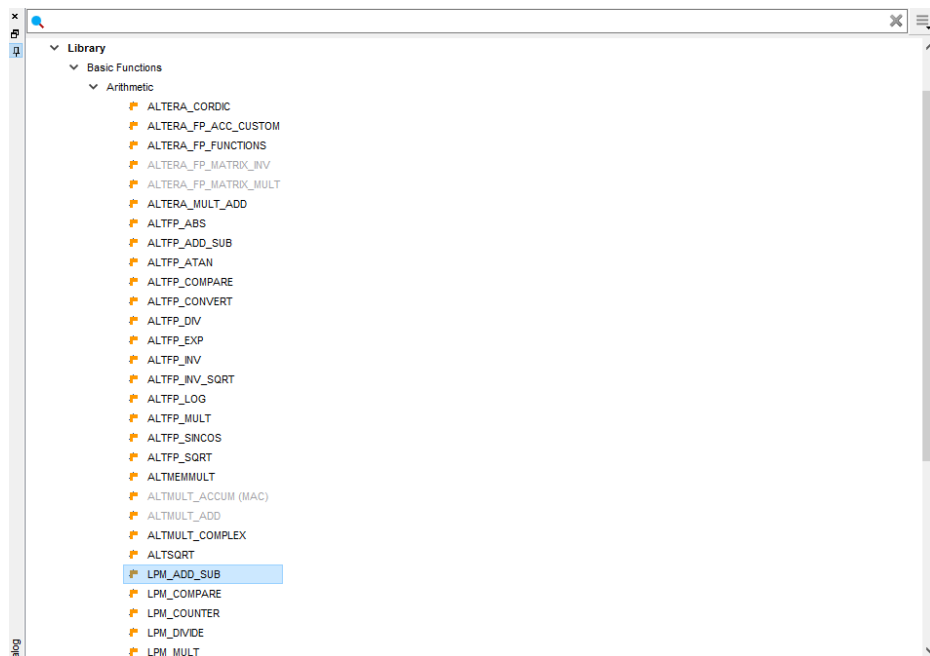 Library
Basic Functions
Arithmetic
ALTERA_CORDIC
ALTERA_FP_ACC_CUSTOM
ALTERA_FP_FUNCTIONS
ALTERA_FP_MATRIX_INV
ALTERA_FP_MATRIX_MULT
ALTERA_MULT_ADD
ALTFP_ABS
ALTFP_ADD_SUB
ALTFP_ATAN
ALTFP_COMPARE
ALTFP_CONVERT
ALTFP_DIV
ALTFP_EXP
ALTFP_INV
ALTFP_INV_SQRT
ALTFP_LOG
ALTFP_MULT
ALTFP_SINCOS
ALTFP_SQRT
ALTMEMMULT
ALTMULT_ACCUM (MAC)
ALTMULT_ADD
ALTMULT_COMPLEX
ALTSQRT
LPM_ADD_SUB
LPM_COMPARE
LPM_COUNTER
LPM_DIVIDE
LPM_MULT
alog